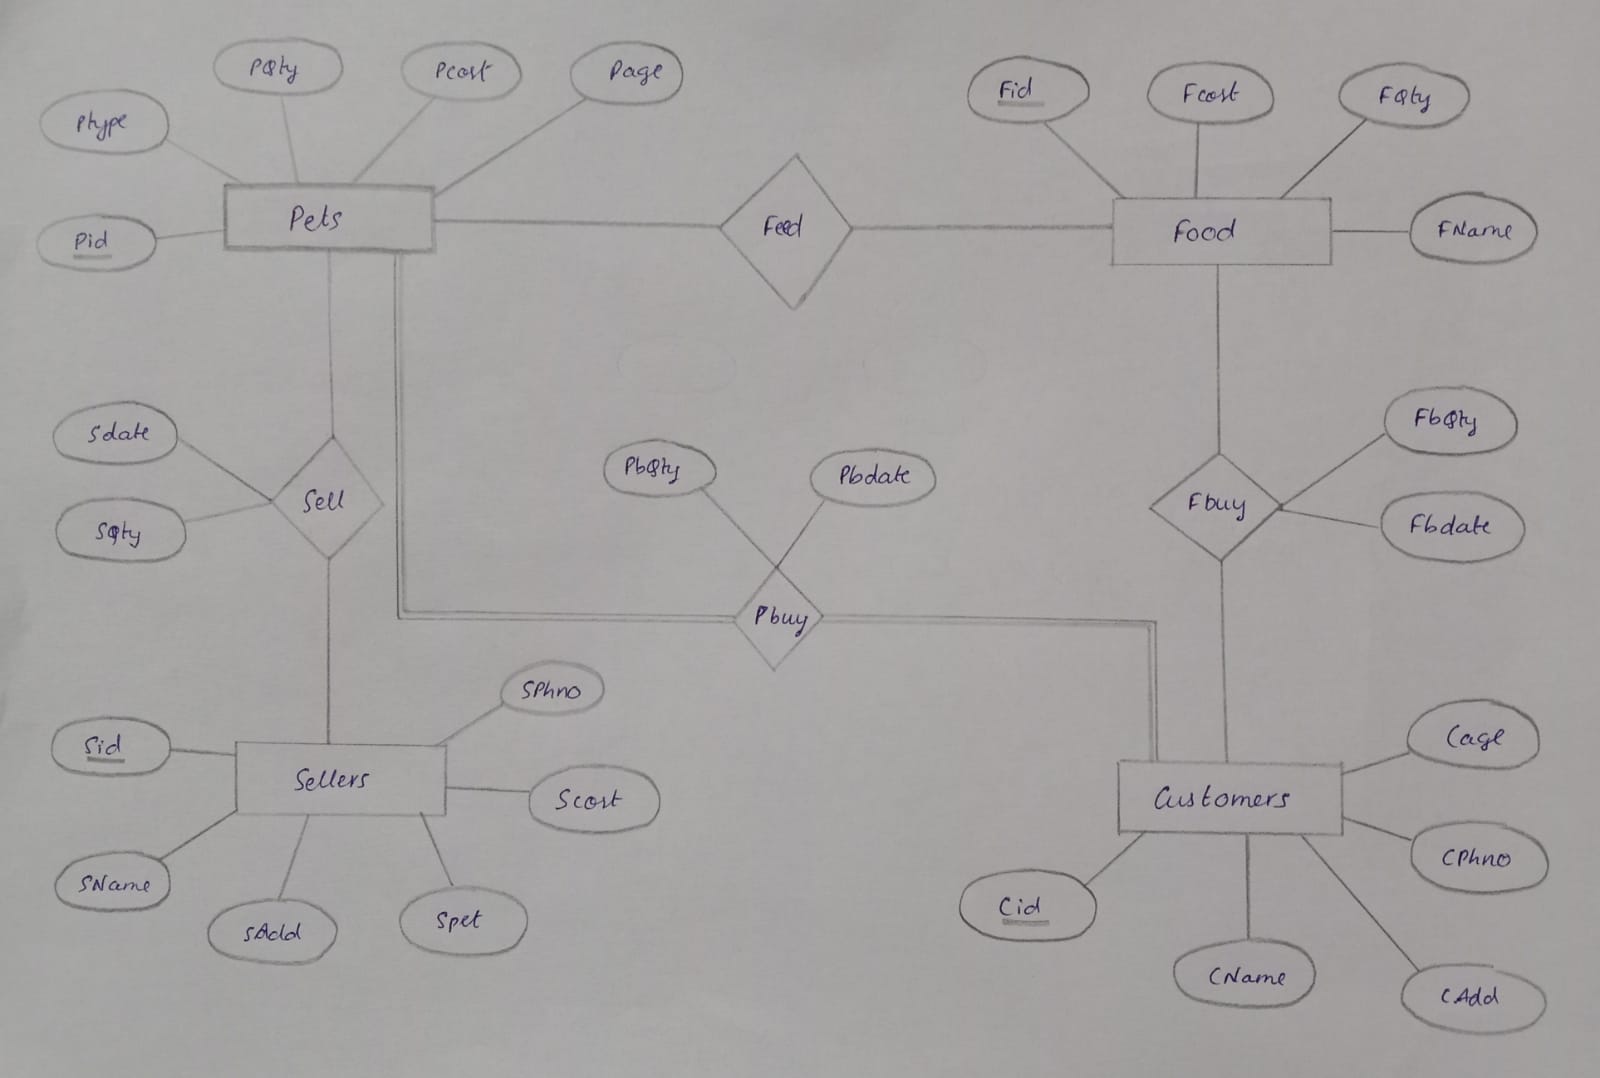 PQty
Pcost
Page
Ptype
Pets
Pid
Feed
Fid
Fcost
FQty
Food
FName
Sdate
SQty
Sell
PbQty
Pbdate
Pbuy
FbQty
Fbuy
Fbdate
SPhno
Sid
Sellers
Scost
SName
SAdd
Spet
Cage
Customers
CPhno
Cid
CName
CAdd